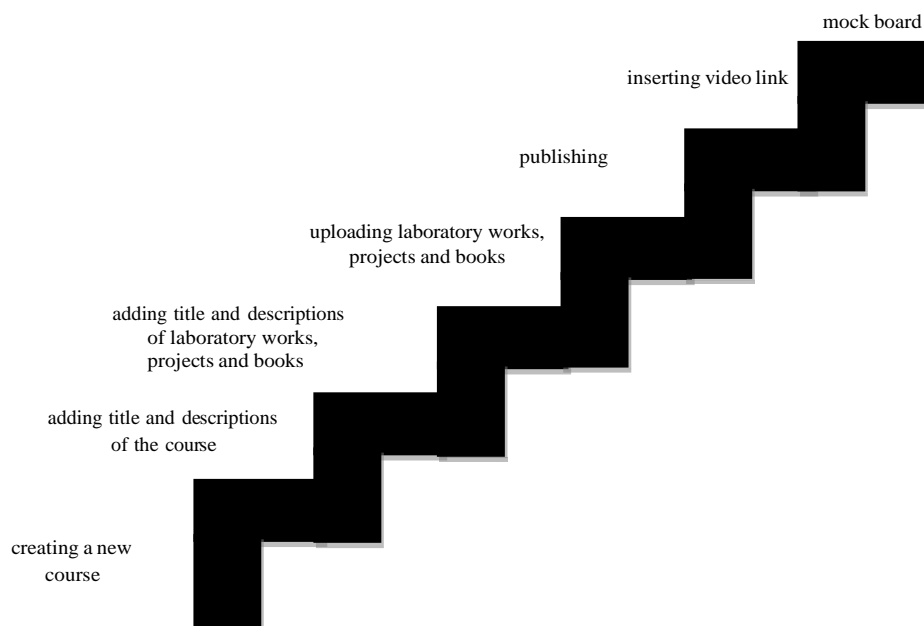 mock board
inserting video link
publishing
uploading laboratory works,
projects and books
adding title and descriptions
of laboratory works,
projects and books
adding title and descriptions
of the course
creating a new
course